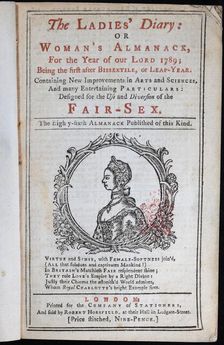 The LADIES' Diary:
OR
WOMAN's ALMANACK,
For the Year of our LORD 1789;
Being the first after BISSEXTILE, or LEAP-YEAR.
Containing New Improvements in ARTS and SCIENCES,
And many Entertaining PARTICULARS:
Designed for the Use and Diversion of the
FAIR-SEX.
The Eighty-sixth ALMANACK Published of this Kind.
VIRTUE and SENSE, with FEMALE-SOFTNESS join'd,
(ALL that subdues and captivates Mankind!)
In BRITAIN's Matchless FAIR resplendent shine;
They rule LOVE's Empire by a Right Divine:
Justly their Charms the astonish'd World admires,
Whom Royal CHARLOTTE's bright Example fires.
LONDON:
Printed for the COMPANY of STATIONERS,
And sold by ROBERT HORSFIELD, at their Hall in Ludgate-Street.
[Price stitched, NINE-PENCE.]